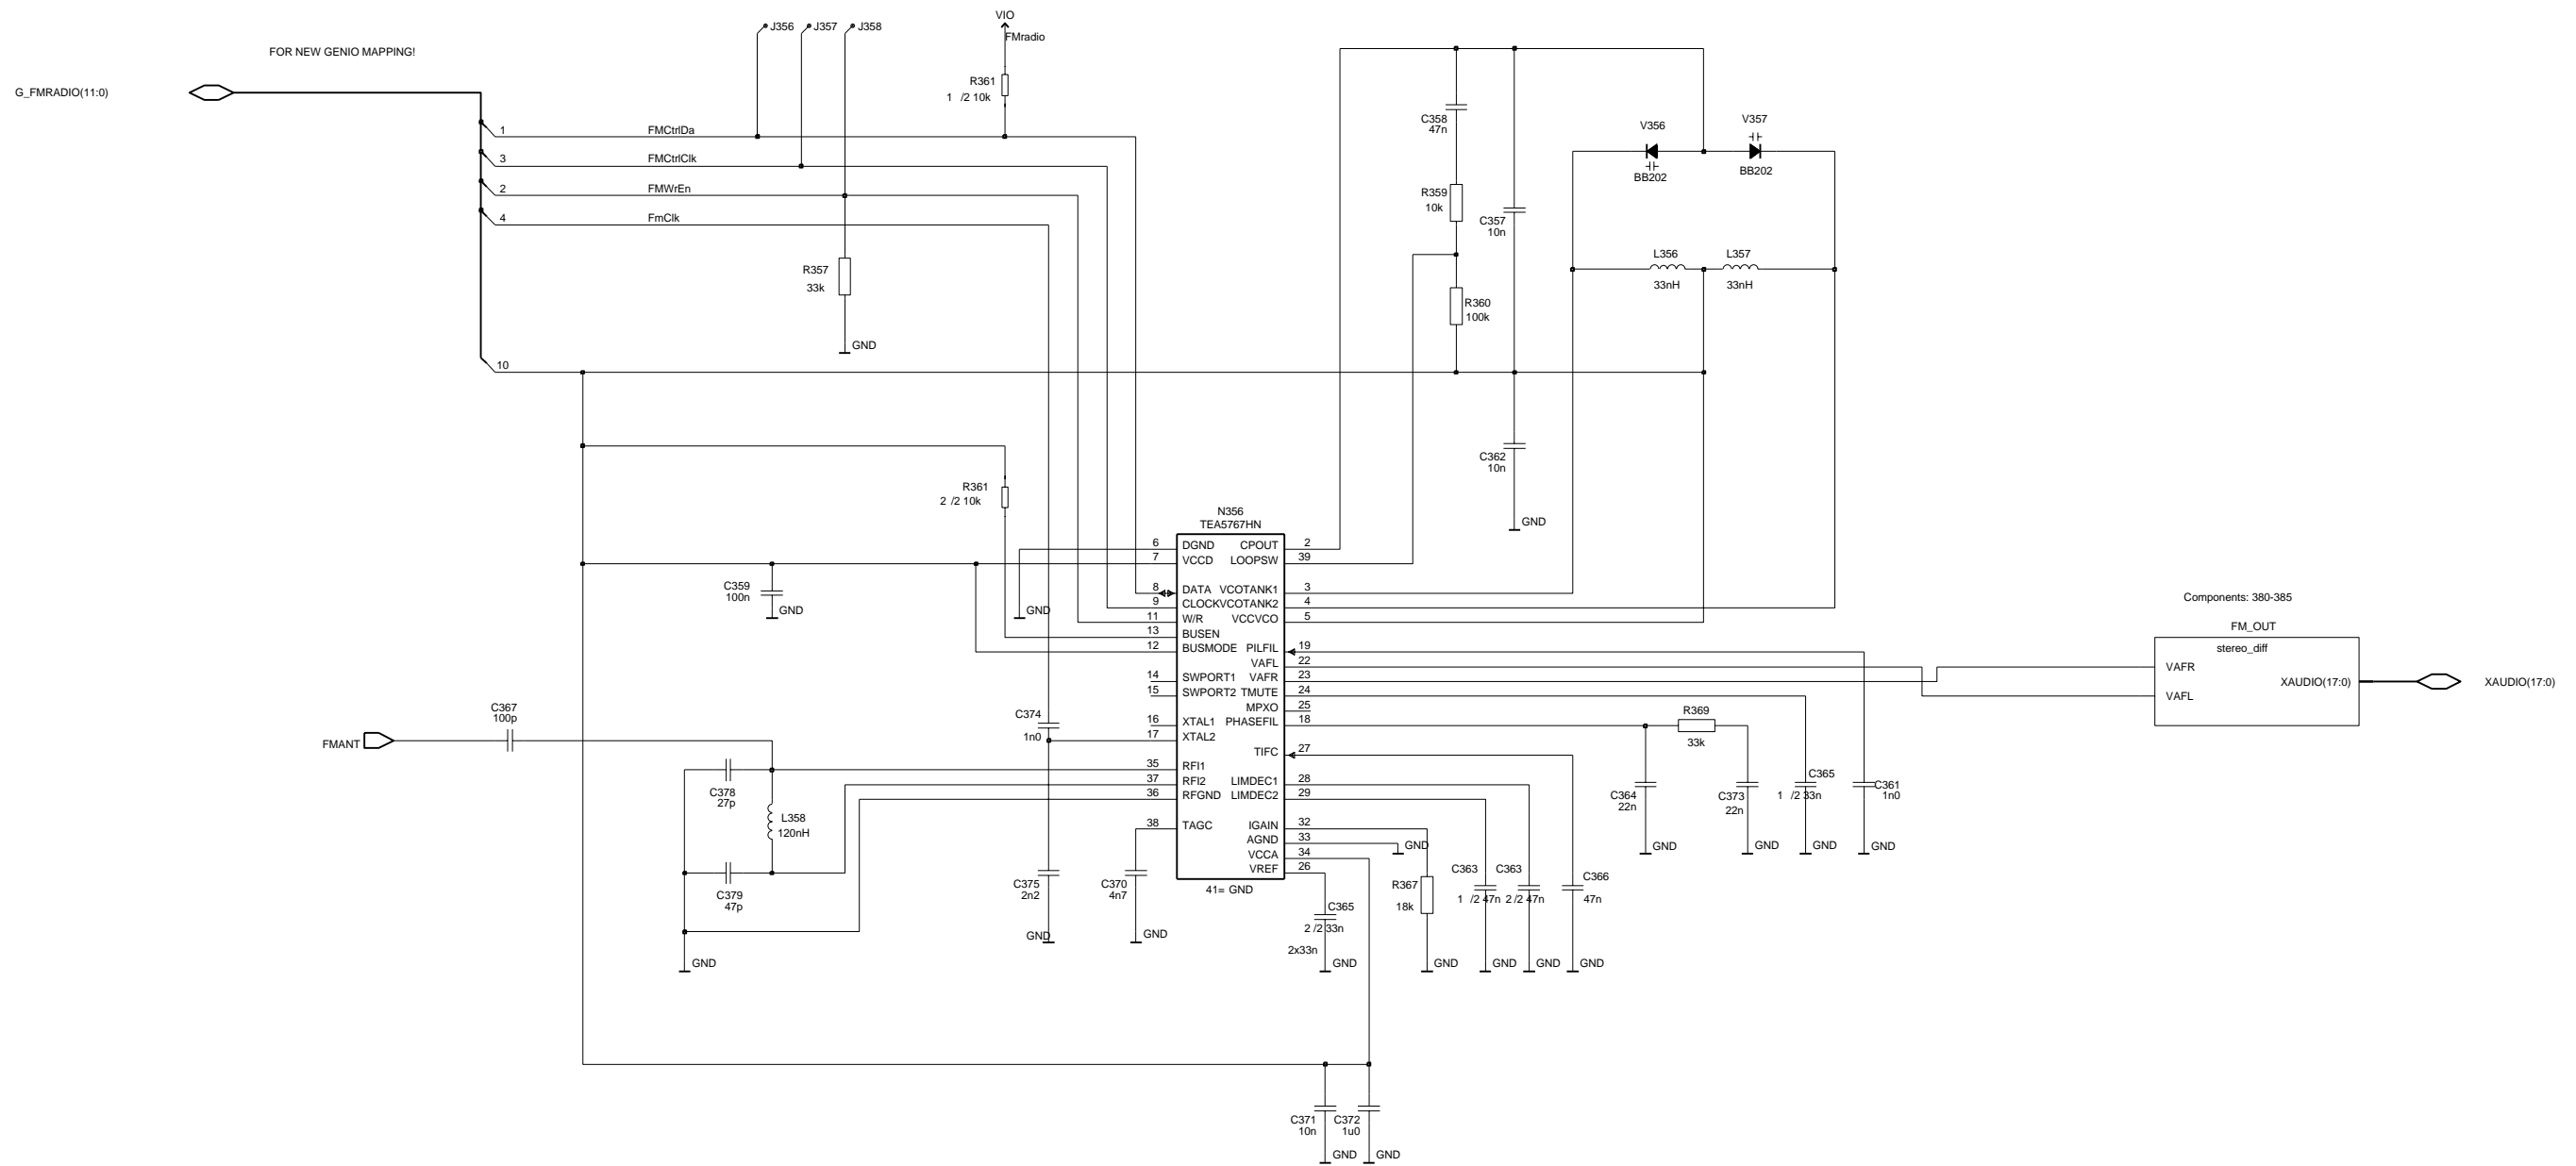 J356
J357
J358
VIO
FMradio
FOR NEW GENIO MAPPING!
R361
1 /2 10k
G_FMRADIO(11:0)
1
FMCtrlDa
3
FMCtrlClk
2
FMWrEn
4
FmClk
R357
33k
GND
10
C358
47n
R359
10k
C357
10n
R360
100k
V356
BB202
V357
BB202
L356
33nH
L357
33nH
C362
10n
GND
R361
2 /2 10k
N356
TEA5767HN
6 DGND CPOUT 2
7 VCCD LOOPSW 39
8 DATA VCOTANK1 3
9 CLOCK VCOTANK2 4
11 W/R VCCVCO 5
13 BUSEN
12 BUSMODE PILFIL 19
VAFL 22
14 SWPORT1 VAFR 23
15 SWPORT2 TMUTE 24
MPXO 25
16 XTAL1 PHASEFIL 18
17 XTAL2
TIFC 27
35 RFI1
37 RFI2 LIMDEC1 28
36 RFGND LIMDEC2 29
38 TAGC IGAIN 32
AGND 33
VCCA 34
VREF 26
41= GND
C359
100n
GND
GND
C367
100p
FMANT
C374
1n0
C378
27p
L358
120nH
C379
47p
GND
C375
2n2
GND
C370
4n7
GND
C365
2 /2 33n
2x33n
GND
GND
R367
18k
GND
C363
1 /2 47n
GND
C363
2 /2 47n
GND
C366
47n
GND
R369
33k
C364
22n
GND
C373
22n
GND
C365
1 /2 33n
GND
C361
1n0
GND
Components: 380-385
FM_OUT
stereo_diff
VAFR
XAUDIO(17:0)
VAFL
XAUDIO(17:0)
C371
10n
GND
C372
1u0
GND